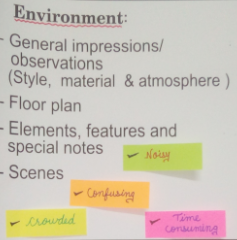 Environment:
- General impressions/
observations
(Style, material & atmosphere )
- Floor plan
- Elements, features and
special notes
✓ Noisy
- Scenes
✓ Confusing
✓ Crowded
✓ Time
Consuming